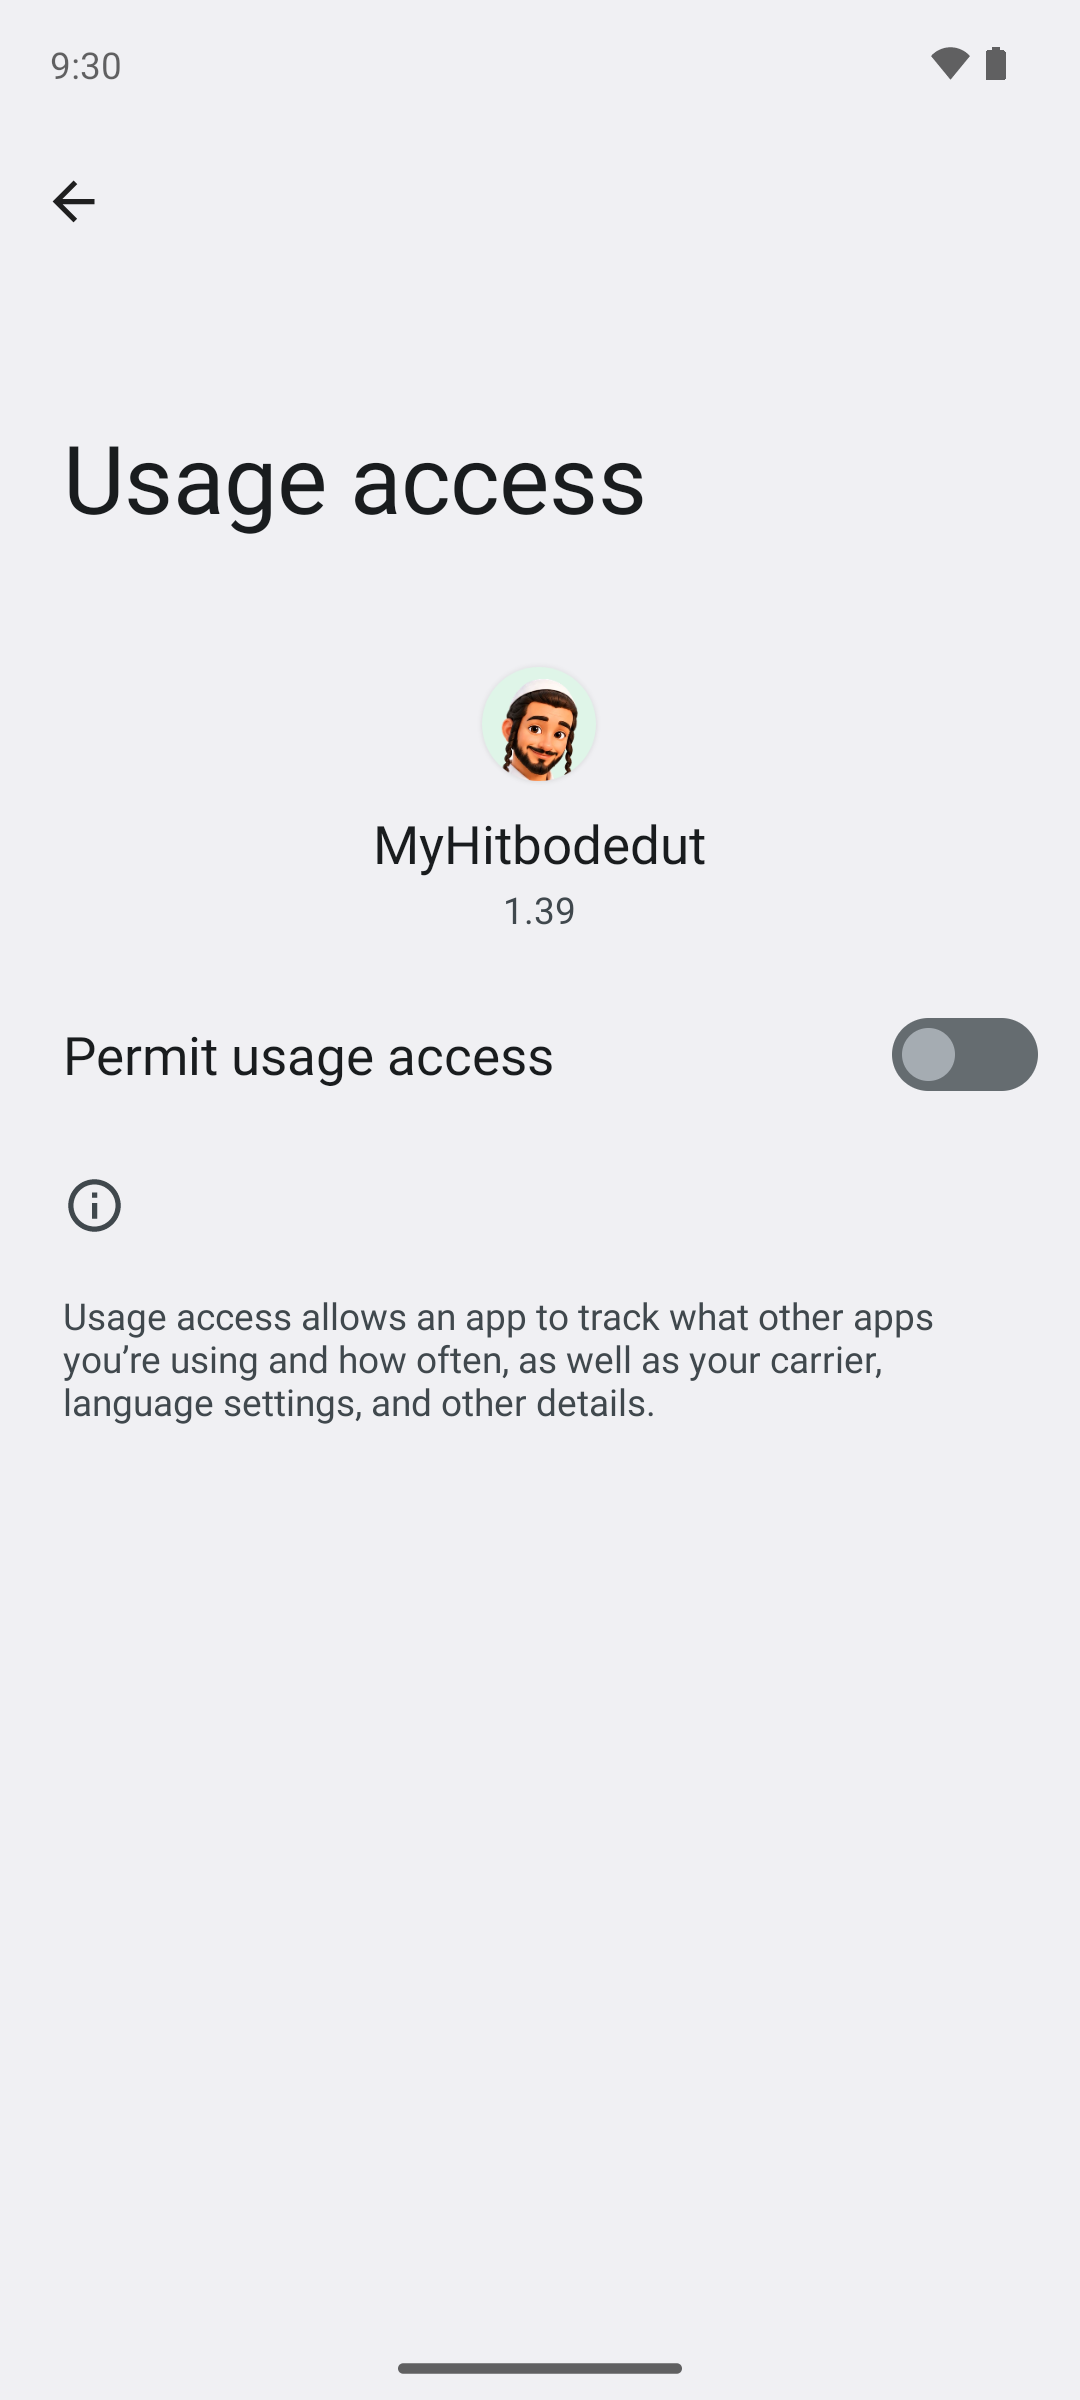 9:30
Usage access
MyHitbodedut
1.39
Permit usage access
Usage access allows an app to track what other apps
you’re using and how often, as well as your carrier,
language settings, and other details.